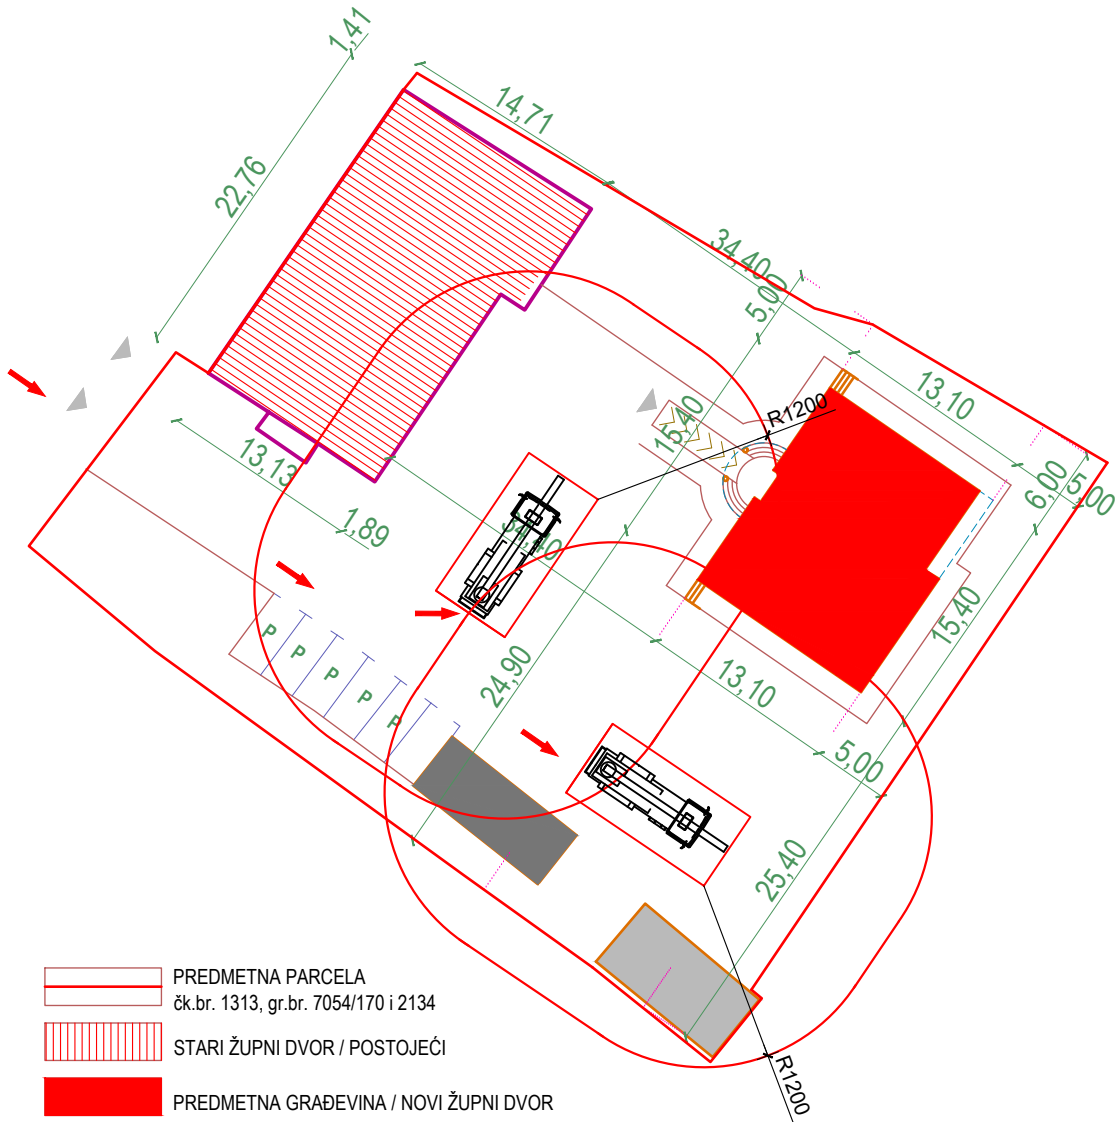 1,41
14,71
22,76
34,40
5,00
13,10
R1200
15,40
6,00
5,00
13,13
1,89
34,40
15,40
P
P
P
P
P
24,90
13,10
5,00
25,40
R1200
PREDMETNA PARCELA
čk.br. 1313, gr.br. 7054/170 i 2134
STARI ŽUPNI DVOR / POSTOJEĆI
PREDMETNA GRAĐEVINA / NOVI ŽUPNI DVOR